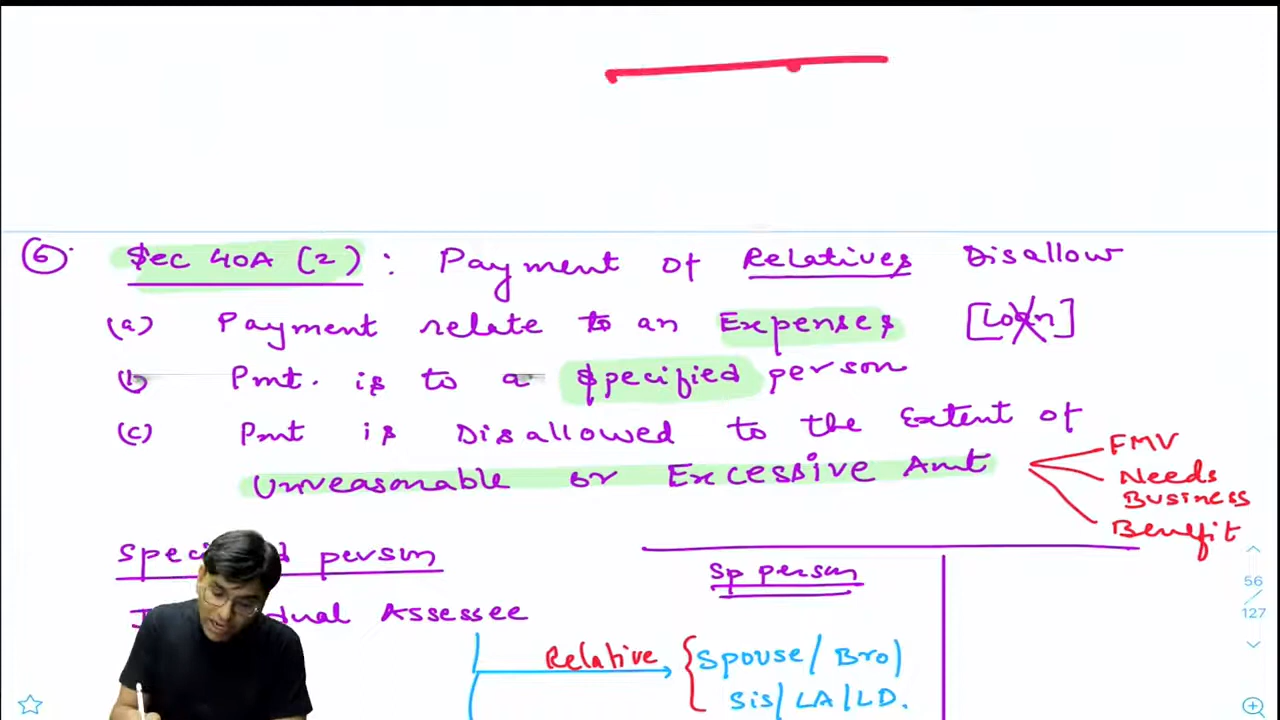 6. Sec 40A (2) : Payment of Relatives Disallow
(a) Payment relate to an Expenses [Loan]
(b) Pmt. is to a Specified person
(c) Pmt is Disallowed to the Extent of
Unreasonable or Excessive Amt
FMV
Needs
Business
Benefit
person
Sp person
Assessee
Relative
Spouse/ Bro/
Sis/ LA/ LD.
56
127